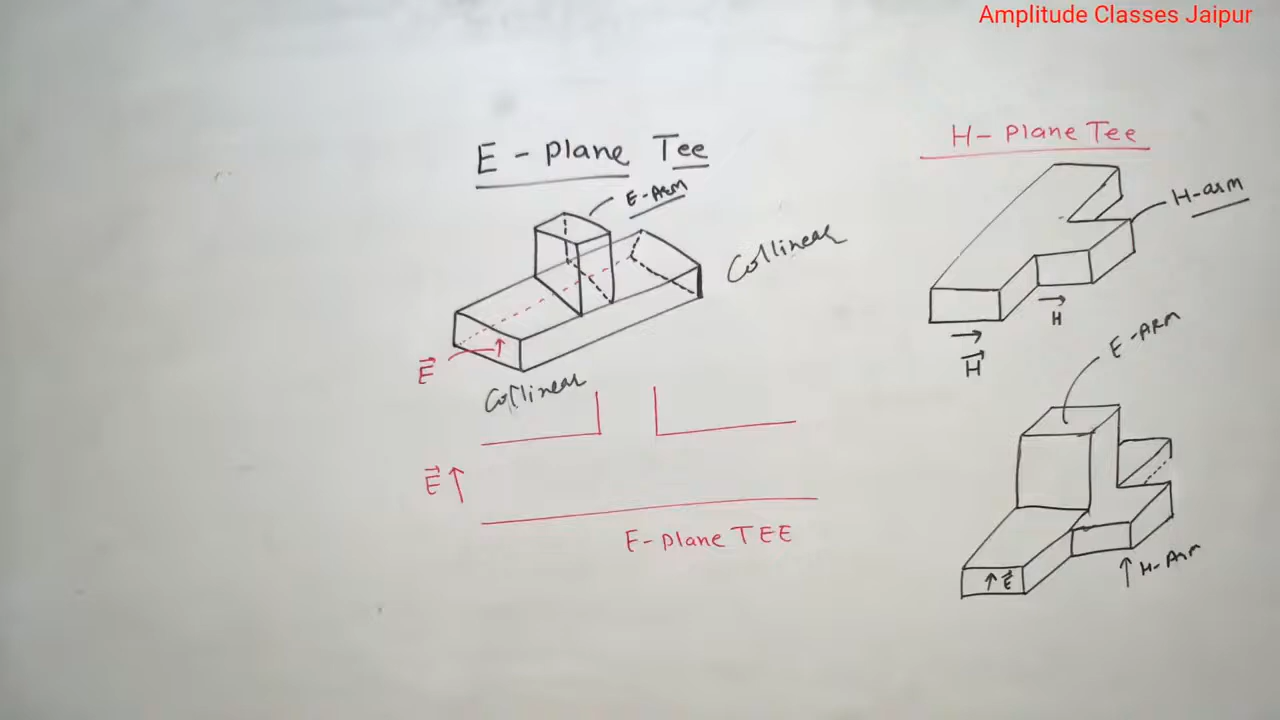 Amplitude Classes Jaipur
E - Plane Tee
E-Arm
Collinear
E
Collinear
E
E-Plane TEE
H- Plane Tee
H-arm
H
H
E-ARM
E
H-Arm